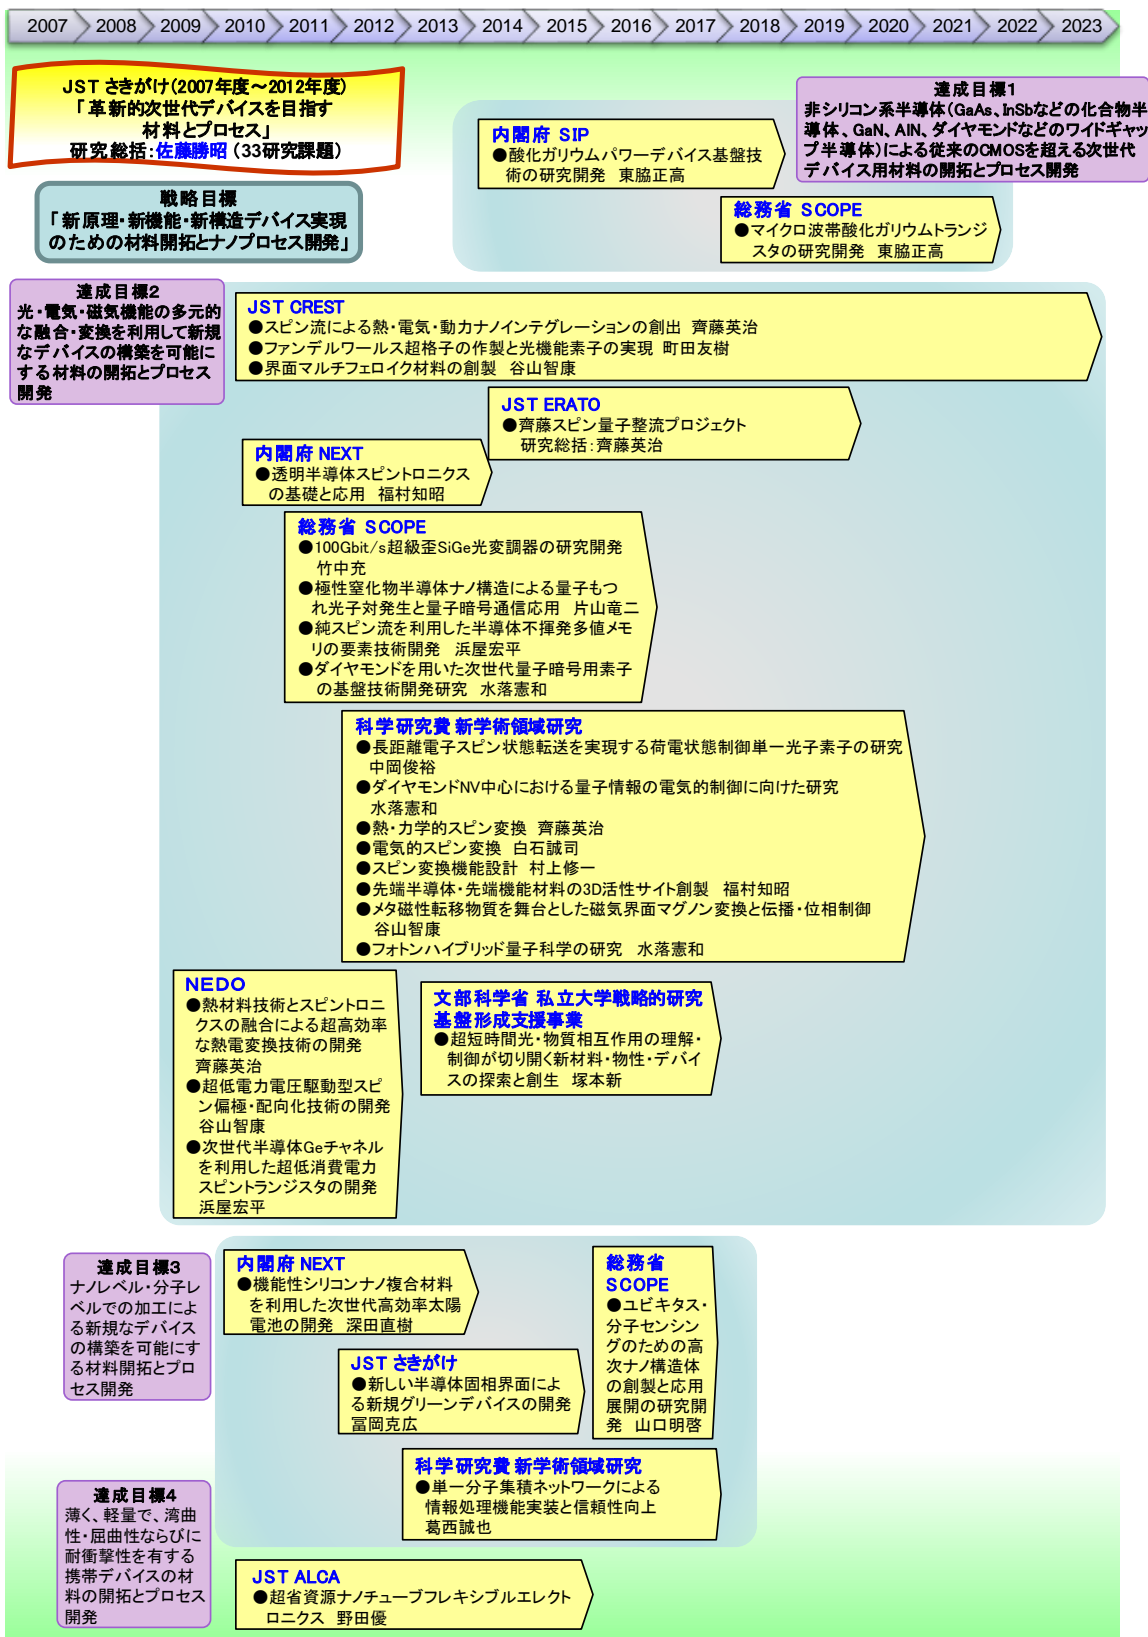 2007 2008 2009 2010 2011 2012 2013 2014 2015 2016 2017 2018 2019 2020 2021 2022 2023
JST さきがけ(2007年度～2012年度)
「革新的次世代デバイスを目指す
材料とプロセス」
研究総括:佐藤勝昭 (33研究課題)
戦略目標
「新原理・新機能・新構造デバイス実現
のための材料開拓とナノプロセス開発」
内閣府 SIP
●酸化ガリウムパワーデバイス基盤技
術の研究開発 東脇正高
達成目標1
非シリコン系半導体(GaAs、InSbなどの化合物半
導体、GaN、AlN、ダイヤモンドなどのワイドギャッ
プ半導体)による従来のCMOSを超える次世代
デバイス用材料の開拓とプロセス開発
総務省 SCOPE
●マイクロ波帯酸化ガリウムトランジ
スタの研究開発 東脇正高
達成目標2
光・電気・磁気機能の多元的
な融合・変換を利用して新規
なデバイスの構築を可能に
する材料の開拓とプロセス
開発
JST CREST
●スピン流による熱・電気・動力ナノインテグレーションの創出 齊藤英治
●ファンデルワールス超格子の作製と光機能素子の実現 町田友樹
●界面マルチフェロイク材料の創製 谷山智康
JST ERATO
●齊藤スピン量子整流プロジェクト
研究総括:齊藤英治
内閣府 NEXT
●透明半導体スピントロニクス
の基礎と応用 福村知昭
総務省 SCOPE
●100Gbit/s超級歪SiGe光変調器の研究開発
竹中充
●極性窒化物半導体ナノ構造による量子もつ
れ光子対発生と量子暗号通信応用 片山竜二
●純スピン流を利用した半導体不揮発多値メモ
リの要素技術開発 浜屋宏平
●ダイヤモンドを用いた次世代量子暗号用素子
の基盤技術開発研究 水落憲和
科学研究費 新学術領域研究
●長距離電子スピン状態転送を実現する荷電状態制御単一光子素子の研究
中岡俊裕
●ダイヤモンドNV中心における量子情報の電気的制御に向けた研究
水落憲和
●熱・力学的スピン変換 齊藤英治
●電気的スピン変換 白石誠司
●スピン変換機能設計 村上修一
●先端半導体・先端機能材料の3D活性サイト創製 福村知昭
●メタ磁性転移物質を舞台とした磁気界面マグノン変換と伝播・位相制御
谷山智康
●フォトンハイブリッド量子科学の研究 水落憲和
NEDO
●熱材料技術とスピントロニ
クスの融合による超高効率
な熱電変換技術の開発
齊藤英治
●超低電力電圧駆動型スピ
ン偏極・配向化技術の開発
谷山智康
●次世代半導体Geチャネル
を利用した超低消費電力
スピントランジスタの開発
浜屋宏平
文部科学省 私立大学戦略的研究
基盤形成支援事業
●超短時間光・物質相互作用の理解・
制御が切り開く新材料・物性・デバイ
スの探索と創生 塚本新
達成目標3
ナノレベル・分子レ
ベルでの加工によ
る新規なデバイス
の構築を可能にす
る材料開拓とプロ
セス開発
内閣府 NEXT
●機能性シリコンナノ複合材料
を利用した次世代高効率太陽
電池の開発 深田直樹
総務省
SCOPE
●ユビキタス・
分子センシン
グのための高
次ナノ構造体
の創製と応用
展開の研究開
発 山口明啓
JST さきがけ
●新しい半導体固相界面によ
る新規グリーンデバイスの開発
冨岡克広
科学研究費 新学術領域研究
●単一分子集積ネットワークによる
情報処理機能実装と信頼性向上
葛西誠也
達成目標4
薄く、軽量で、湾曲
性・屈曲性ならびに
耐衝撃性を有する
携帯デバイスの材
料の開拓とプロセス
開発
JST ALCA
●超省資源ナノチューブフレキシブルエレクト
ロニクス 野田優